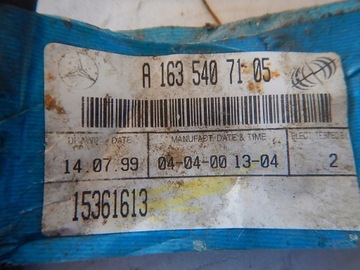 A 163 540 71 05
DATE
MANUFACT DATE & TIME
14.07.99
04-04-00 13-04
2
15361613